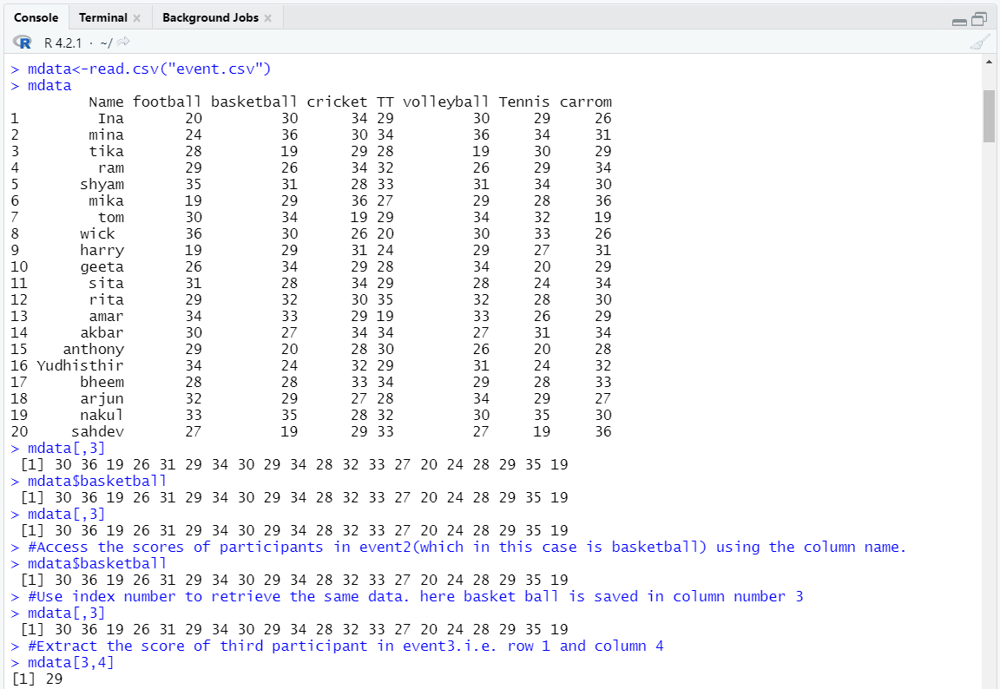 Console Terminal Background Jobs
R 4.2.1 · ~/
> mdata<-read.csv("event.csv")
> mdata
         Name football basketball cricket TT volleyball Tennis carrom
1         Ina       20         30      34 29         30     29     26
2        mina       24         36      30 34         36     34     31
3        tika       28         19      29 28         19     30     29
4         ram       29         26      34 32         26     29     34
5       shyam       35         31      28 33         31     34     30
6        mika       19         29      36 27         29     28     36
7         tom       30         34      19 29         34     32     19
8       wick        36         30      26 20         30     33     26
9       harry       19         29      31 24         29     27     31
10      geeta       26         34      29 28         34     20     29
11       sita       31         28      34 29         28     24     34
12       rita       29         32      30 35         32     28     30
13       amar       34         33      29 19         33     26     29
14      akbar       30         27      34 34         27     31     34
15    anthony       29         20      28 30         26     20     28
16 Yudhisthir       34         24      32 29         31     24     32
17      bheem       28         28      33 34         29     28     33
18      arjun       32         29      27 28         34     29     27
19      nakul       33         35      28 32         30     35     30
20     sahdev       27         19      29 33         27     19     36
> mdata[,3]
 [1] 30 36 19 26 31 29 34 30 29 34 28 32 33 27 20 24 28 29 35 19
> mdata$basketball
 [1] 30 36 19 26 31 29 34 30 29 34 28 32 33 27 20 24 28 29 35 19
> mdata[,3]
 [1] 30 36 19 26 31 29 34 30 29 34 28 32 33 27 20 24 28 29 35 19
> #Access the scores of participants in event2(which in this case is basketball) using the column name.
> mdata$basketball
 [1] 30 36 19 26 31 29 34 30 29 34 28 32 33 27 20 24 28 29 35 19
> #Use index number to retrieve the same data. here basket ball is saved in column number 3
> mdata[,3]
 [1] 30 36 19 26 31 29 34 30 29 34 28 32 33 27 20 24 28 29 35 19
> #Extract the score of third participant in event3.i.e. row 1 and column 4
> mdata[3,4]
[1] 29